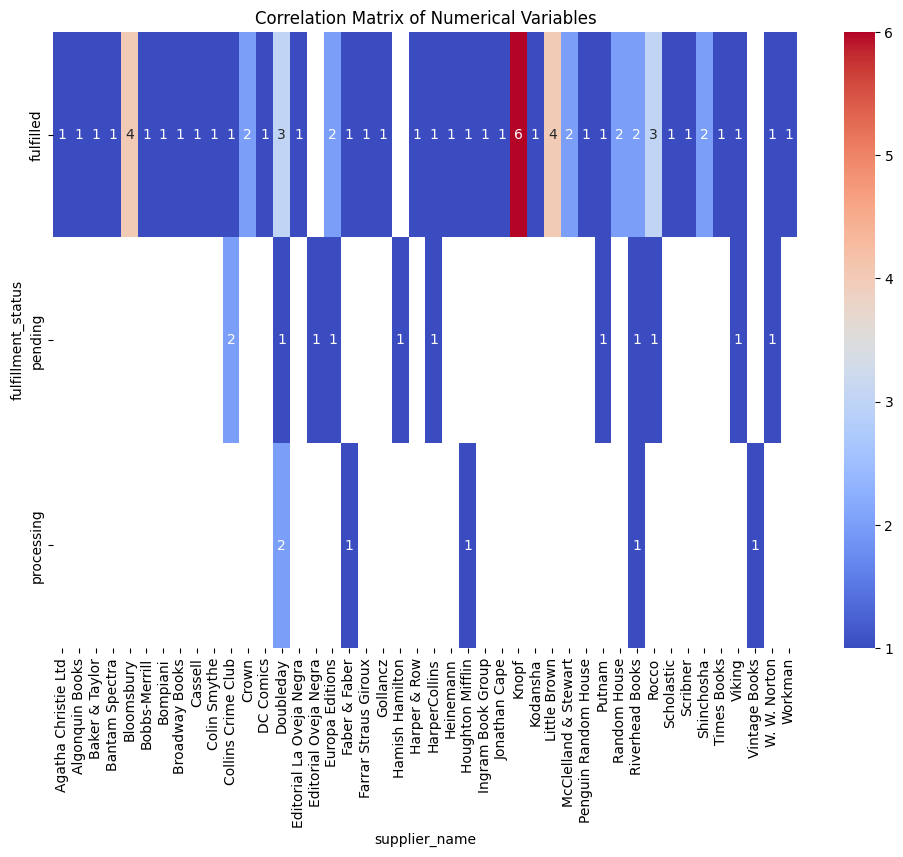 Correlation Matrix of Numerical Variables
fulfillment_status
fulfilled
1 1 1 1 4 1 1 1 1 1 1 2 1 3 1 2 1 1 1 1 1 1 1 1 1 6 1 4 2 1 1 2 2 3 1 1 2 1 1 1 1
pending
2 1 1 1 1 1 1 1 1 1 1
processing
2 1 1 1 1
Agatha Christie Ltd
Algonquin Books
Baker & Taylor
Bantam Spectra
Bloomsbury
Bobbs-Merrill
Bompiani
Broadway Books
Cassell
Colin Smythe
Collins Crime Club
Crown
DC Comics
Doubleday
Editorial La Oveja Negra
Editorial Oveja Negra
Europa Editions
Faber & Faber
Farrar Straus Giroux
Gollancz
Hamish Hamilton
Harper & Row
HarperCollins
Heinemann
Houghton Mifflin
Ingram Book Group
Jonathan Cape
Knopf
Kodansha
Little Brown
McClelland & Stewart
Penguin Random House
Putnam
Random House
Riverhead Books
Rocco
Scholastic
Scribner
Shinchosha
Times Books
Viking
Vintage Books
W. W. Norton
Workman
supplier_name
6
5
4
3
2
1